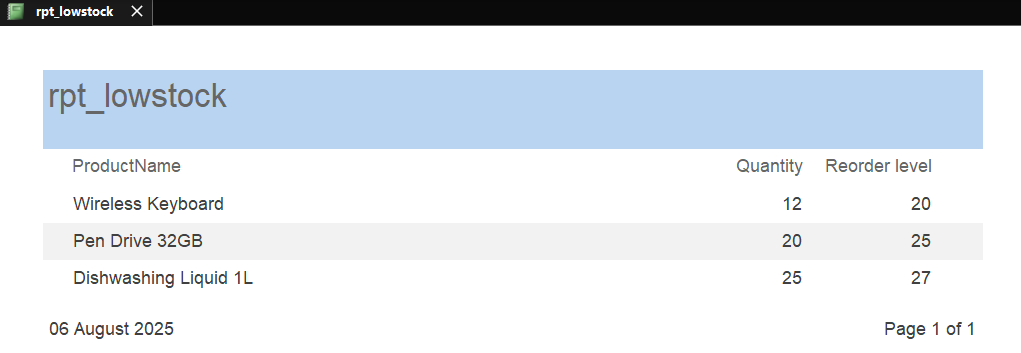 rpt_lowstock
rpt_lowstock
ProductName Quantity Reorder level
Wireless Keyboard 12 20
Pen Drive 32GB 20 25
Dishwashing Liquid 1L 25 27
06 August 2025 Page 1 of 1